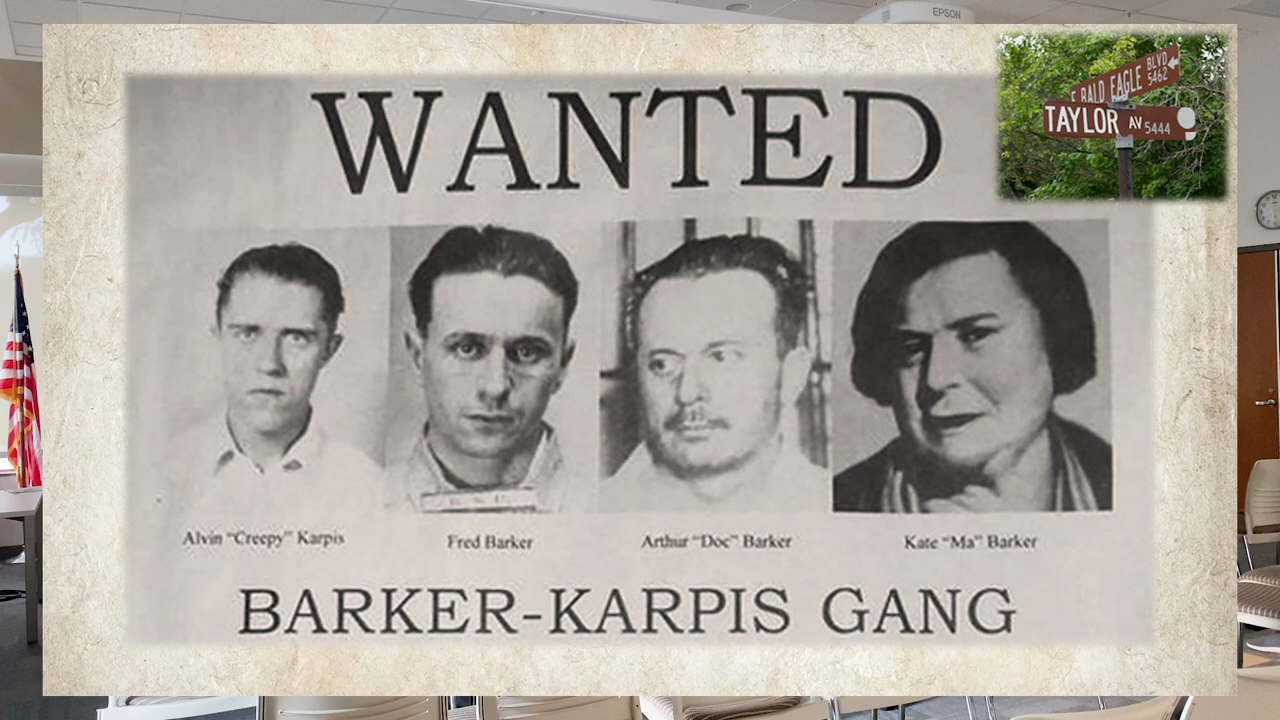 EPSON
E BALD EAGLE BLVD 5462
TAYLOR AV 5444
WANTED
Alvin "Creepy" Karpis
Fred Barker
Arthur "Doc" Barker
Kate "Ma" Barker
BARKER-KARPIS GANG